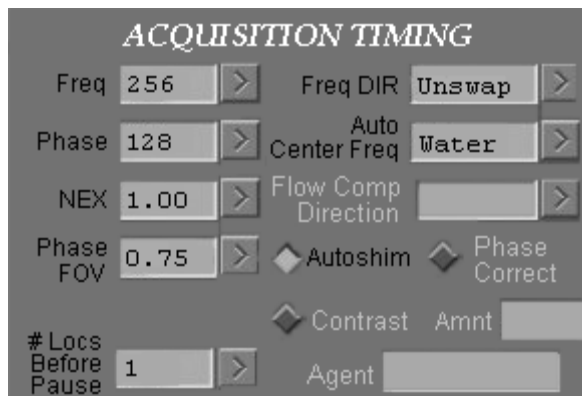 ACQUISITION TIMING
Freq 256 > Freq DIR Unswap >
Phase 128 > Auto Center Freq Water >
NEX 1.00 > Flow Comp Direction >
Phase FOV 0.75 > Autoshim Phase Correct
Contrast Amnt
# Locs Before Pause 1 > Agent